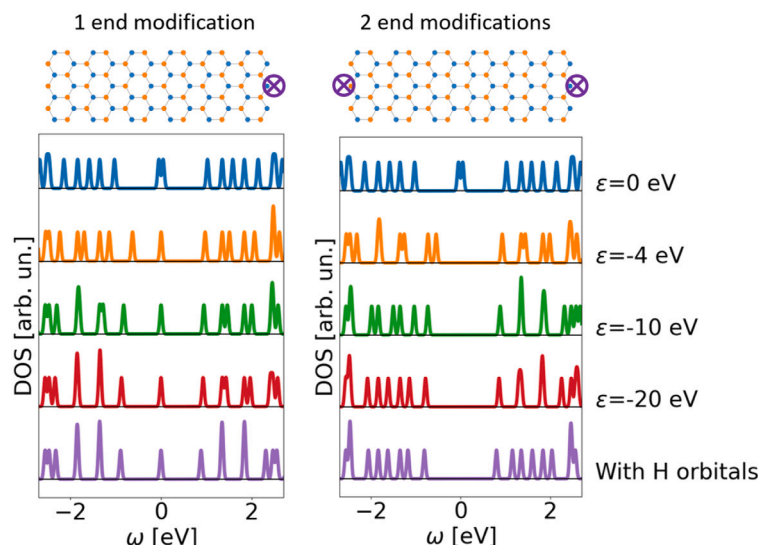 1 end modification
2 end modifications
DOS [arb. un.]
DOS [arb. un.]
ε=0 eV
ε=-4 eV
ε=-10 eV
ε=-20 eV
With H orbitals
−2 0 2
−2 0 2
ω [eV]
ω [eV]